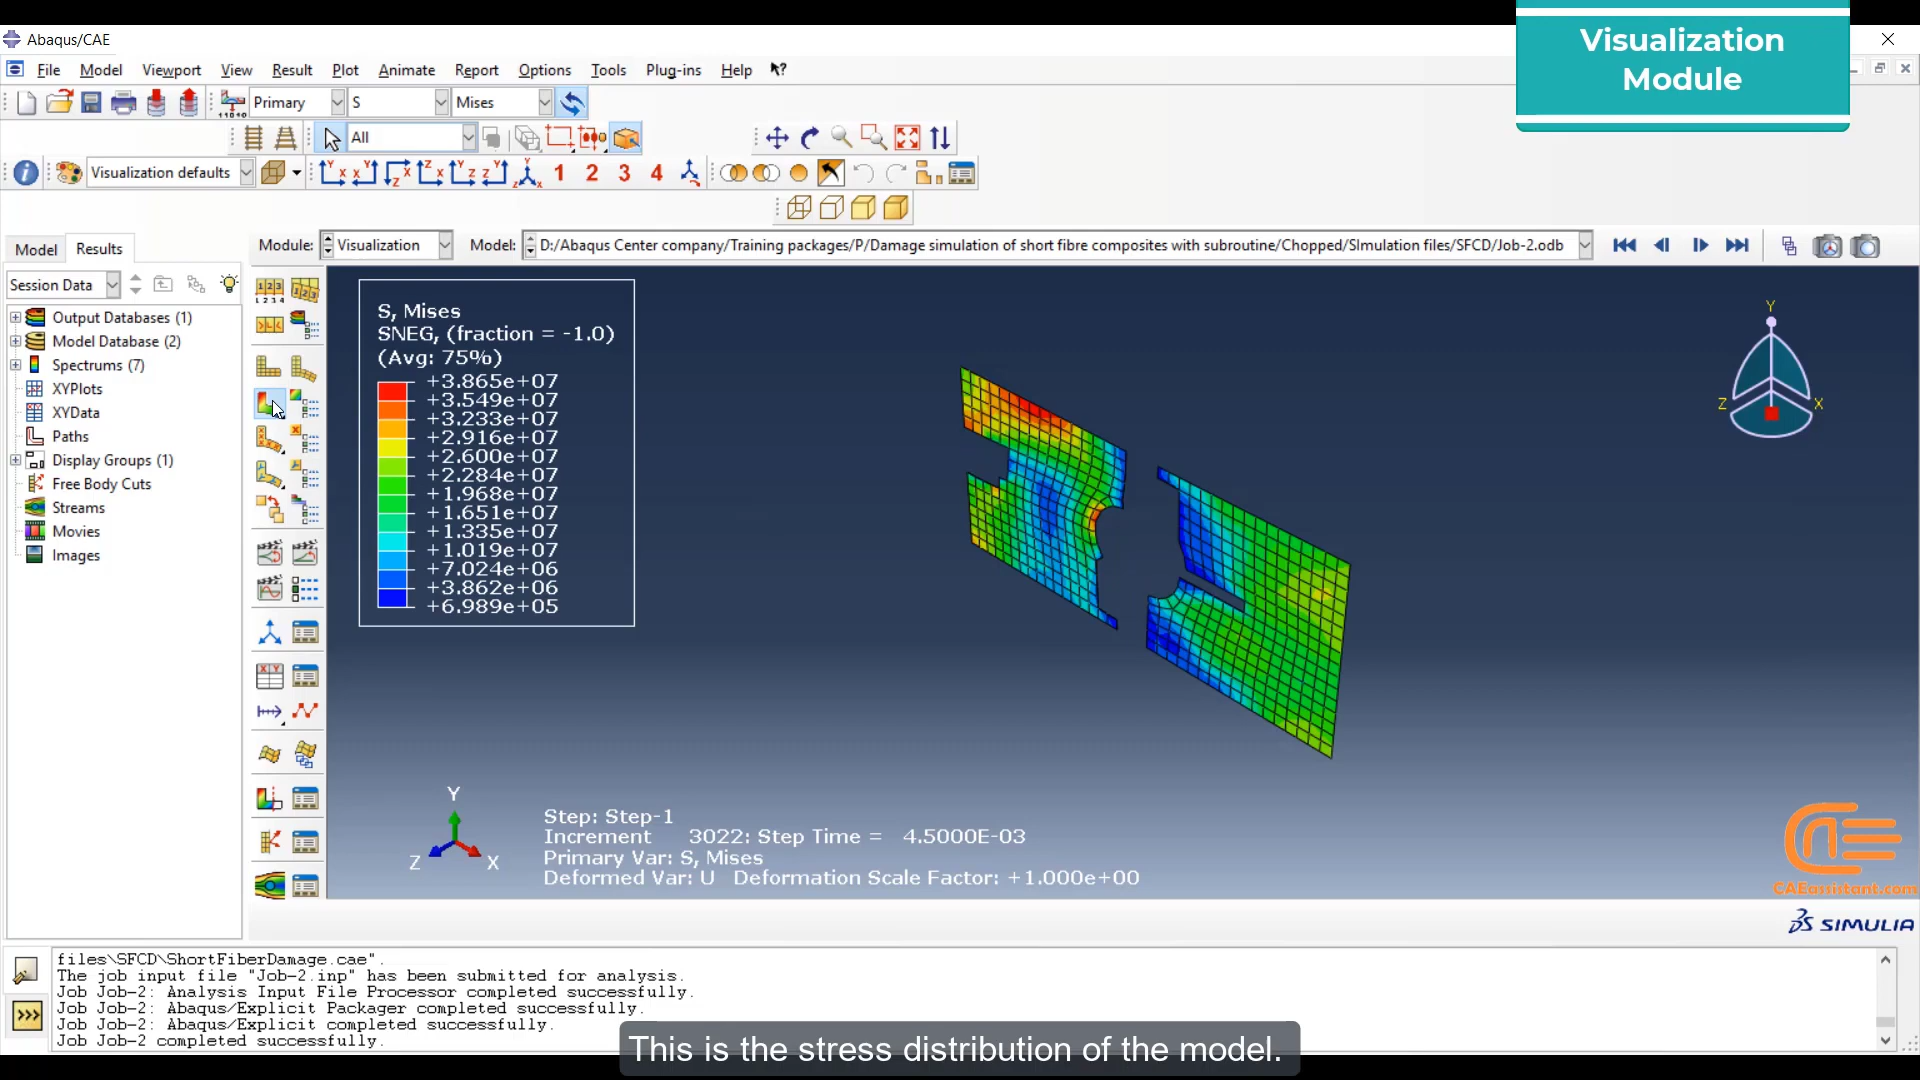 Abaqus/CAE
Visualization
Module
File Model Viewport View Result Plot Animate Report Options Tools Plug-ins Help
Primary S Mises
All
Visualization defaults
1 2 3 4
Model Results
Module: Visualization Model: D:/Abaqus Center company/Training packages/P/Damage simulation of short fibre composites with subroutine/Chopped/SImulation files/SFCD/Job-2.odb
Session Data
Output Databases (1)
Model Database (2)
Spectrums (7)
XYPlots
XYData
Paths
Display Groups (1)
Free Body Cuts
Streams
Movies
Images
S, Mises
SNEG, (fraction = -1.0)
(Avg: 75%)
+3.865e+07
+3.549e+07
+3.233e+07
+2.916e+07
+2.600e+07
+2.284e+07
+1.968e+07
+1.651e+07
+1.335e+07
+1.019e+07
+7.024e+06
+3.862e+06
+6.989e+05
Y
Z X
Y
Z X
Step: Step-1
Increment 3022: Step Time = 4.5000E-03
Primary Var: S, Mises
Deformed Var: U Deformation Scale Factor: +1.000e+00
CAEassistant.com
SIMULIA
files\SFCD\ShortFiberDamage.cae".
The job input file "Job-2.inp" has been submitted for analysis.
Job Job-2: Analysis Input File Processor completed successfully.
Job Job-2: Abaqus/Explicit Packager completed successfully.
Job Job-2: Abaqus/Explicit completed successfully.
Job Job-2 completed successfully.
This is the stress distribution of the model.